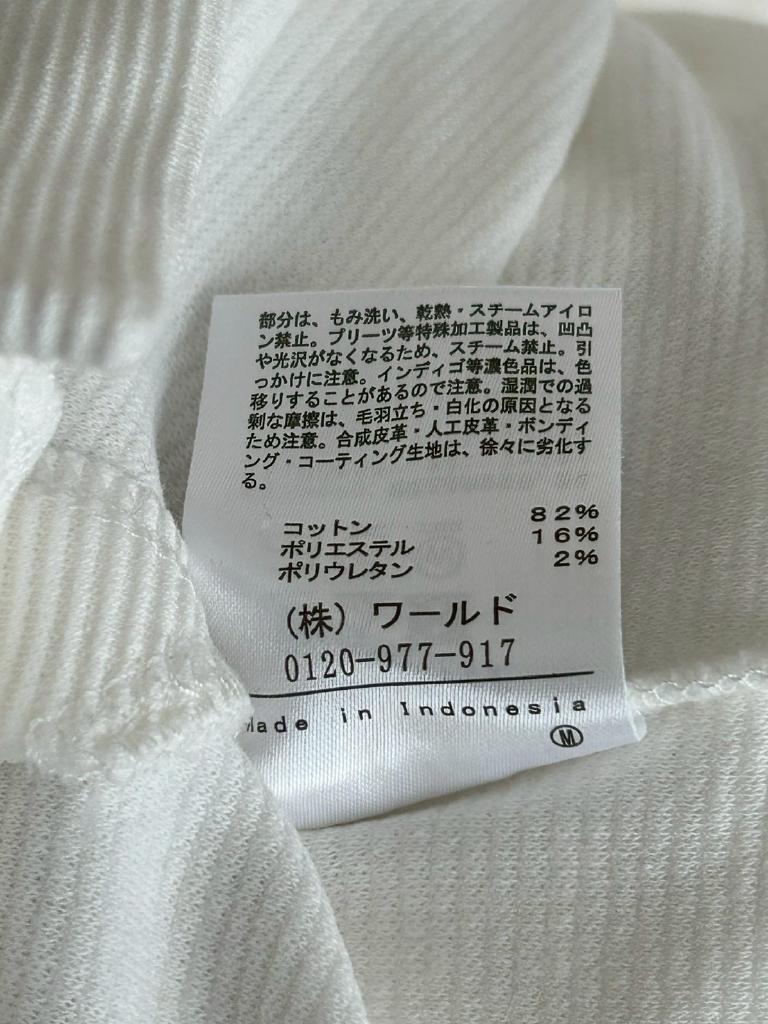 部分は、もみ洗い、乾熱・スチームアイロ
ン禁止。プリーツ等特殊加工製品は、凹凸
や光沢がなくなるため、スチーム禁止。引
っかけに注意。インディゴ等濃色品は、色
移りすることがあるので注意。湿潤での過
剰な摩擦は、毛羽立ち・白化の原因となる
ため注意。合成皮革・人工皮革・ボンディ
ング・コーティング生地は、徐々に劣化す
る。
コットン 82%
ポリエステル 16%
ポリウレタン 2%
(株)ワールド
0120-977-917
Made in Indonesia
Ⓜ